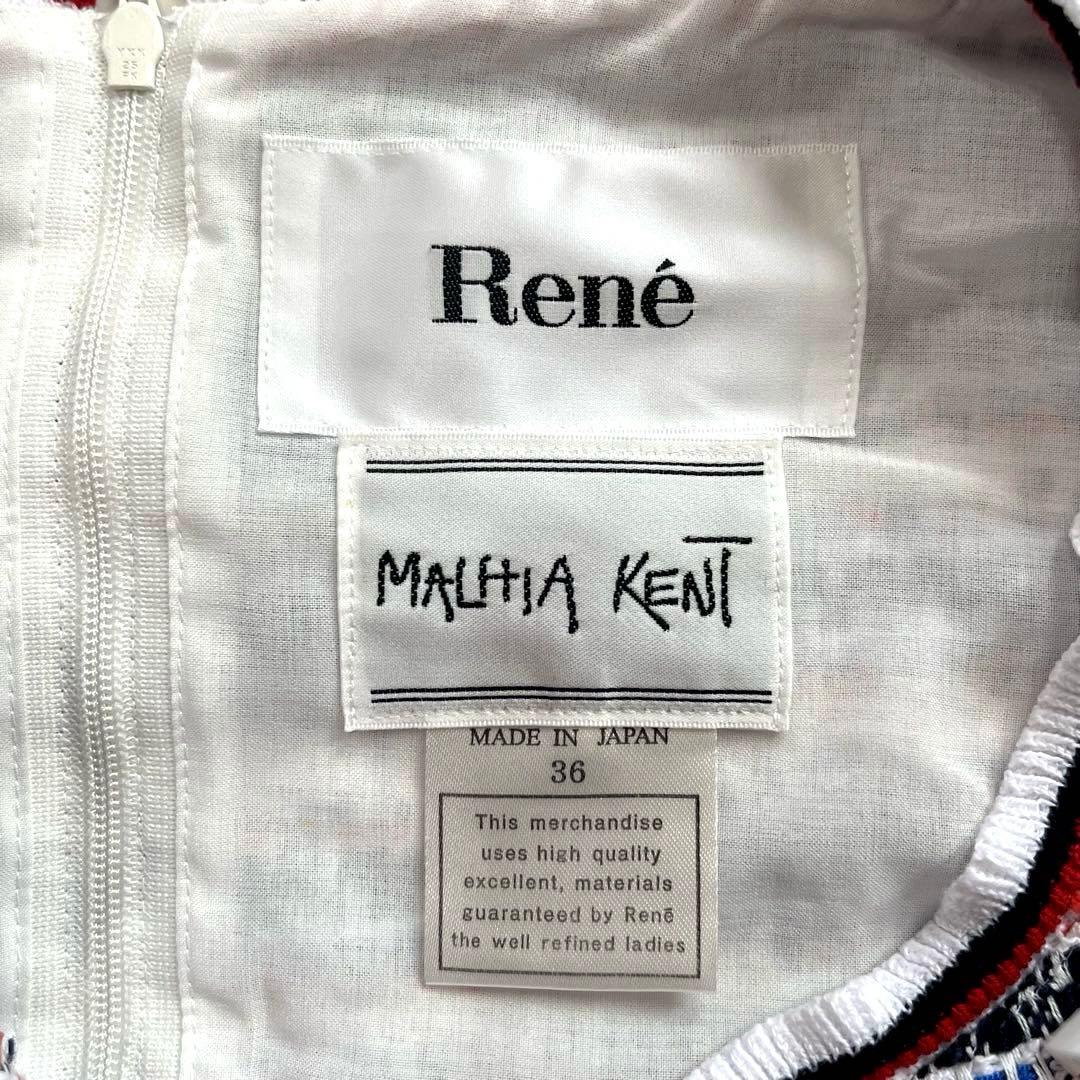 René
MALHIA KENT
MADE IN JAPAN
36
This merchandise
uses high quality
excellent, materials
guaranteed by Renē
the well refined ladies